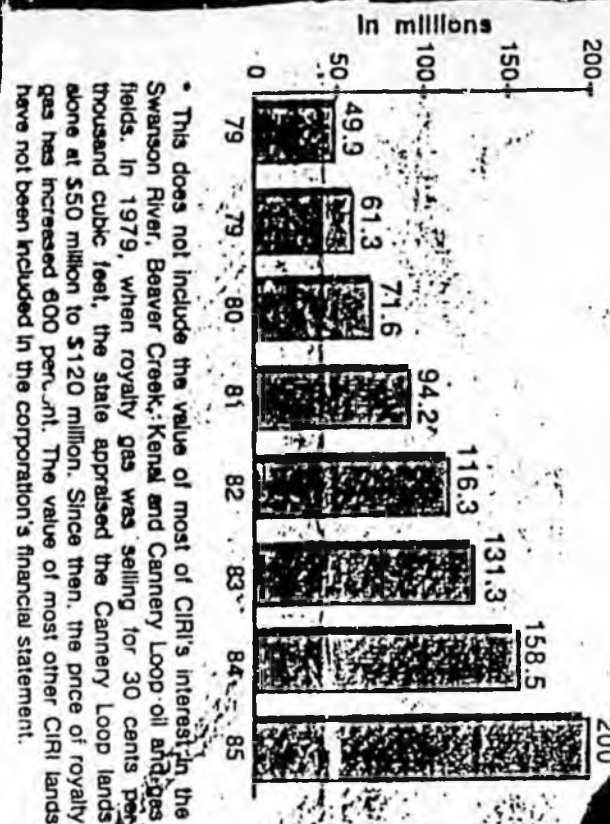 In millions
200
150
100
50
0
49.9
61.3
71.6
94.2
116.3
131.3
158.5
200
79
79
80
81
82
83
84
85
* This does not include the value of most of CIRI's interest in the
Swanson River, Beaver Creek, Kenai and Cannery Loop oil and gas
fields. In 1979, when royalty gas was selling for 30 cents per
thousand cubic feet, the state appraised the Cannery Loop lands
alone at $50 million to $120 million. Since then, the price of royalty
gas has increased 600 percent. The value of most other CIRI lands
have not been included in the corporation's financial statement.